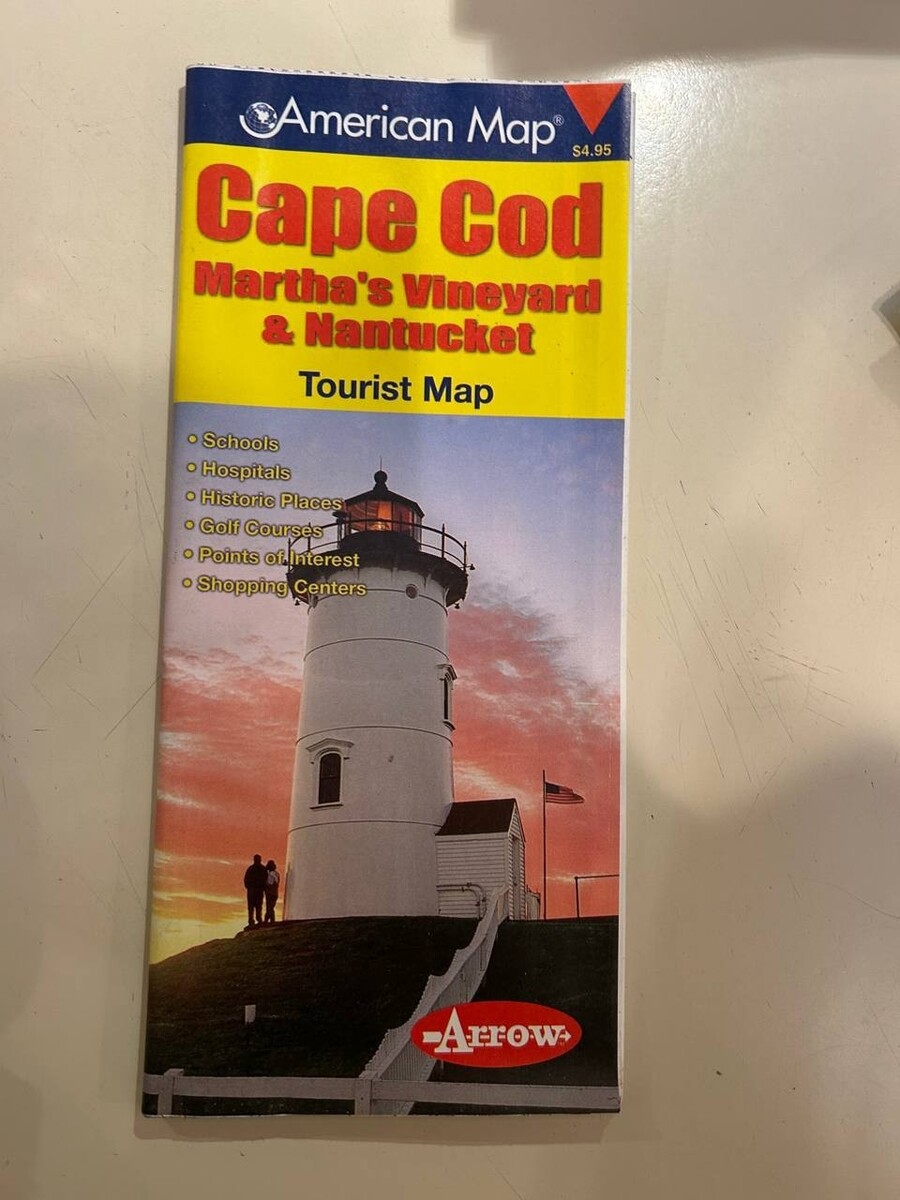 American Map®
$4.95
Cape Cod
Martha's Vineyard
& Nantucket
Tourist Map
• Schools
• Hospitals
• Historic Places
• Golf Courses
• Points of Interest
• Shopping Centers
Arrow